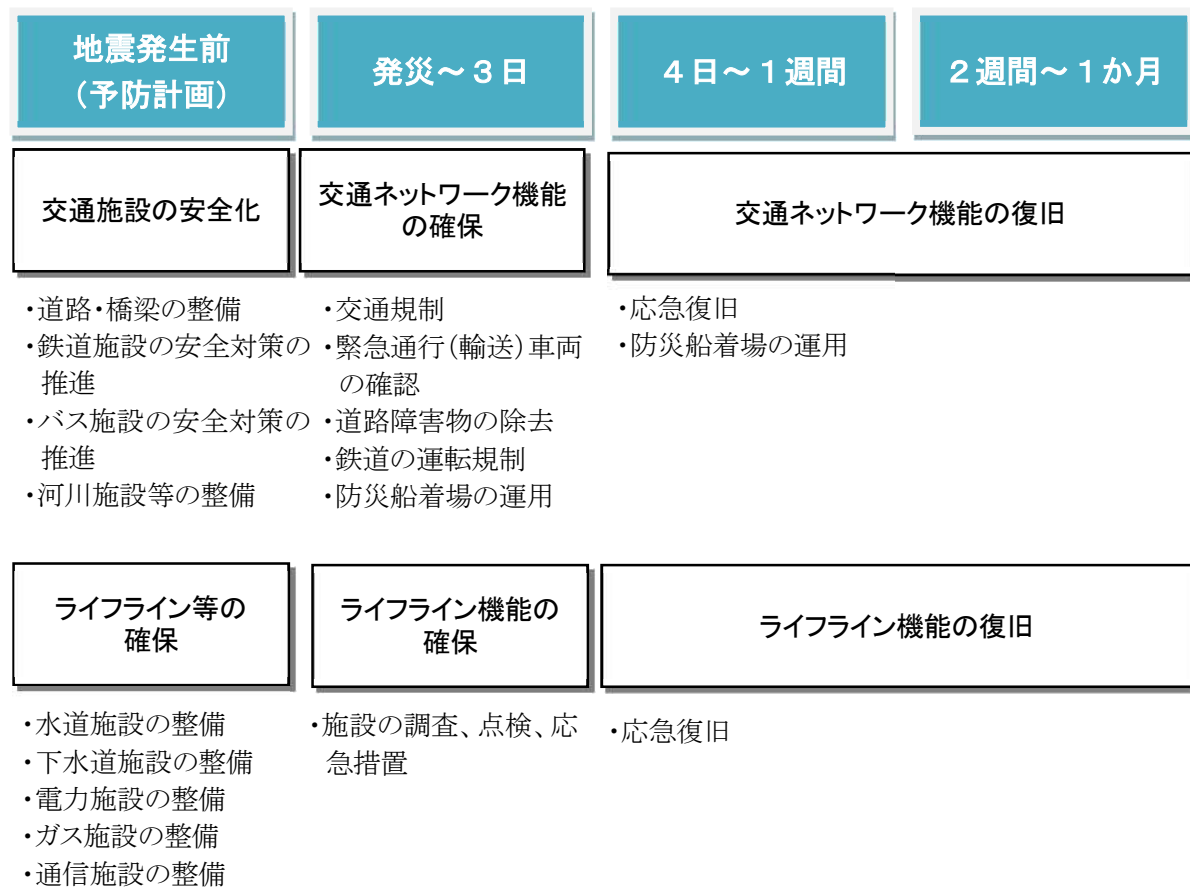 地震発生前
（予防計画）
発災～３日
４日～１週間
２週間～１か月
交通施設の安全化
交通ネットワーク機能
の確保
交通ネットワーク機能の復旧
・道路・橋梁の整備
・鉄道施設の安全対策の
推進
・バス施設の安全対策の
推進
・河川施設等の整備
・交通規制
・緊急通行（輸送）車両
の確認
・道路障害物の除去
・鉄道の運転規制
・防災船着場の運用
・応急復旧
・防災船着場の運用
ライフライン等の
確保
ライフライン機能の
確保
ライフライン機能の復旧
・水道施設の整備
・下水道施設の整備
・電力施設の整備
・ガス施設の整備
・通信施設の整備
・施設の調査、点検、応
急措置
・応急復旧